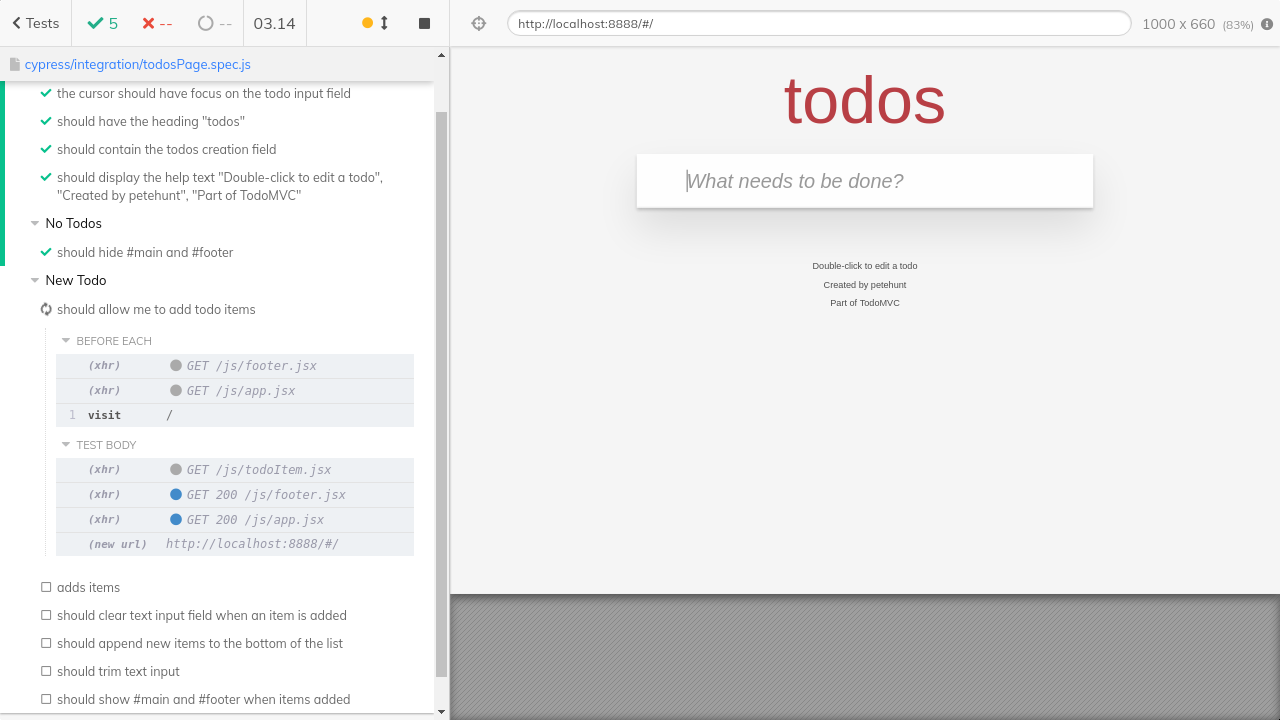 Tests
5
--
--
03.14
http://localhost:8888/#/
1000 x 660 (83%)
cypress/integration/todosPage.spec.js
the cursor should have focus on the todo input field
should have the heading "todos"
should contain the todos creation field
should display the help text "Double-click to edit a todo",
"Created by petehunt", "Part of TodoMVC"
No Todos
should hide #main and #footer
New Todo
should allow me to add todo items
BEFORE EACH
(xhr) GET /js/footer.jsx
(xhr) GET /js/app.jsx
1 visit /
TEST BODY
(xhr) GET /js/todoItem.jsx
(xhr) GET 200 /js/footer.jsx
(xhr) GET 200 /js/app.jsx
(new url) http://localhost:8888/#/
adds items
should clear text input field when an item is added
should append new items to the bottom of the list
should trim text input
should show #main and #footer when items added
todos
What needs to be done?
Double-click to edit a todo
Created by petehunt
Part of TodoMVC